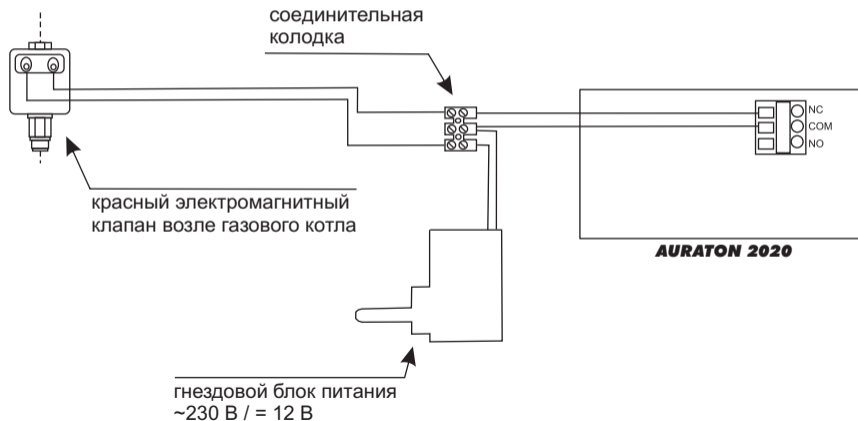 соединительная
колодка
NC
COM
NO
красный электромагнитный
клапан возле газового котла
AURATON 2020
гнездовой блок питания
~230 В / = 12 В